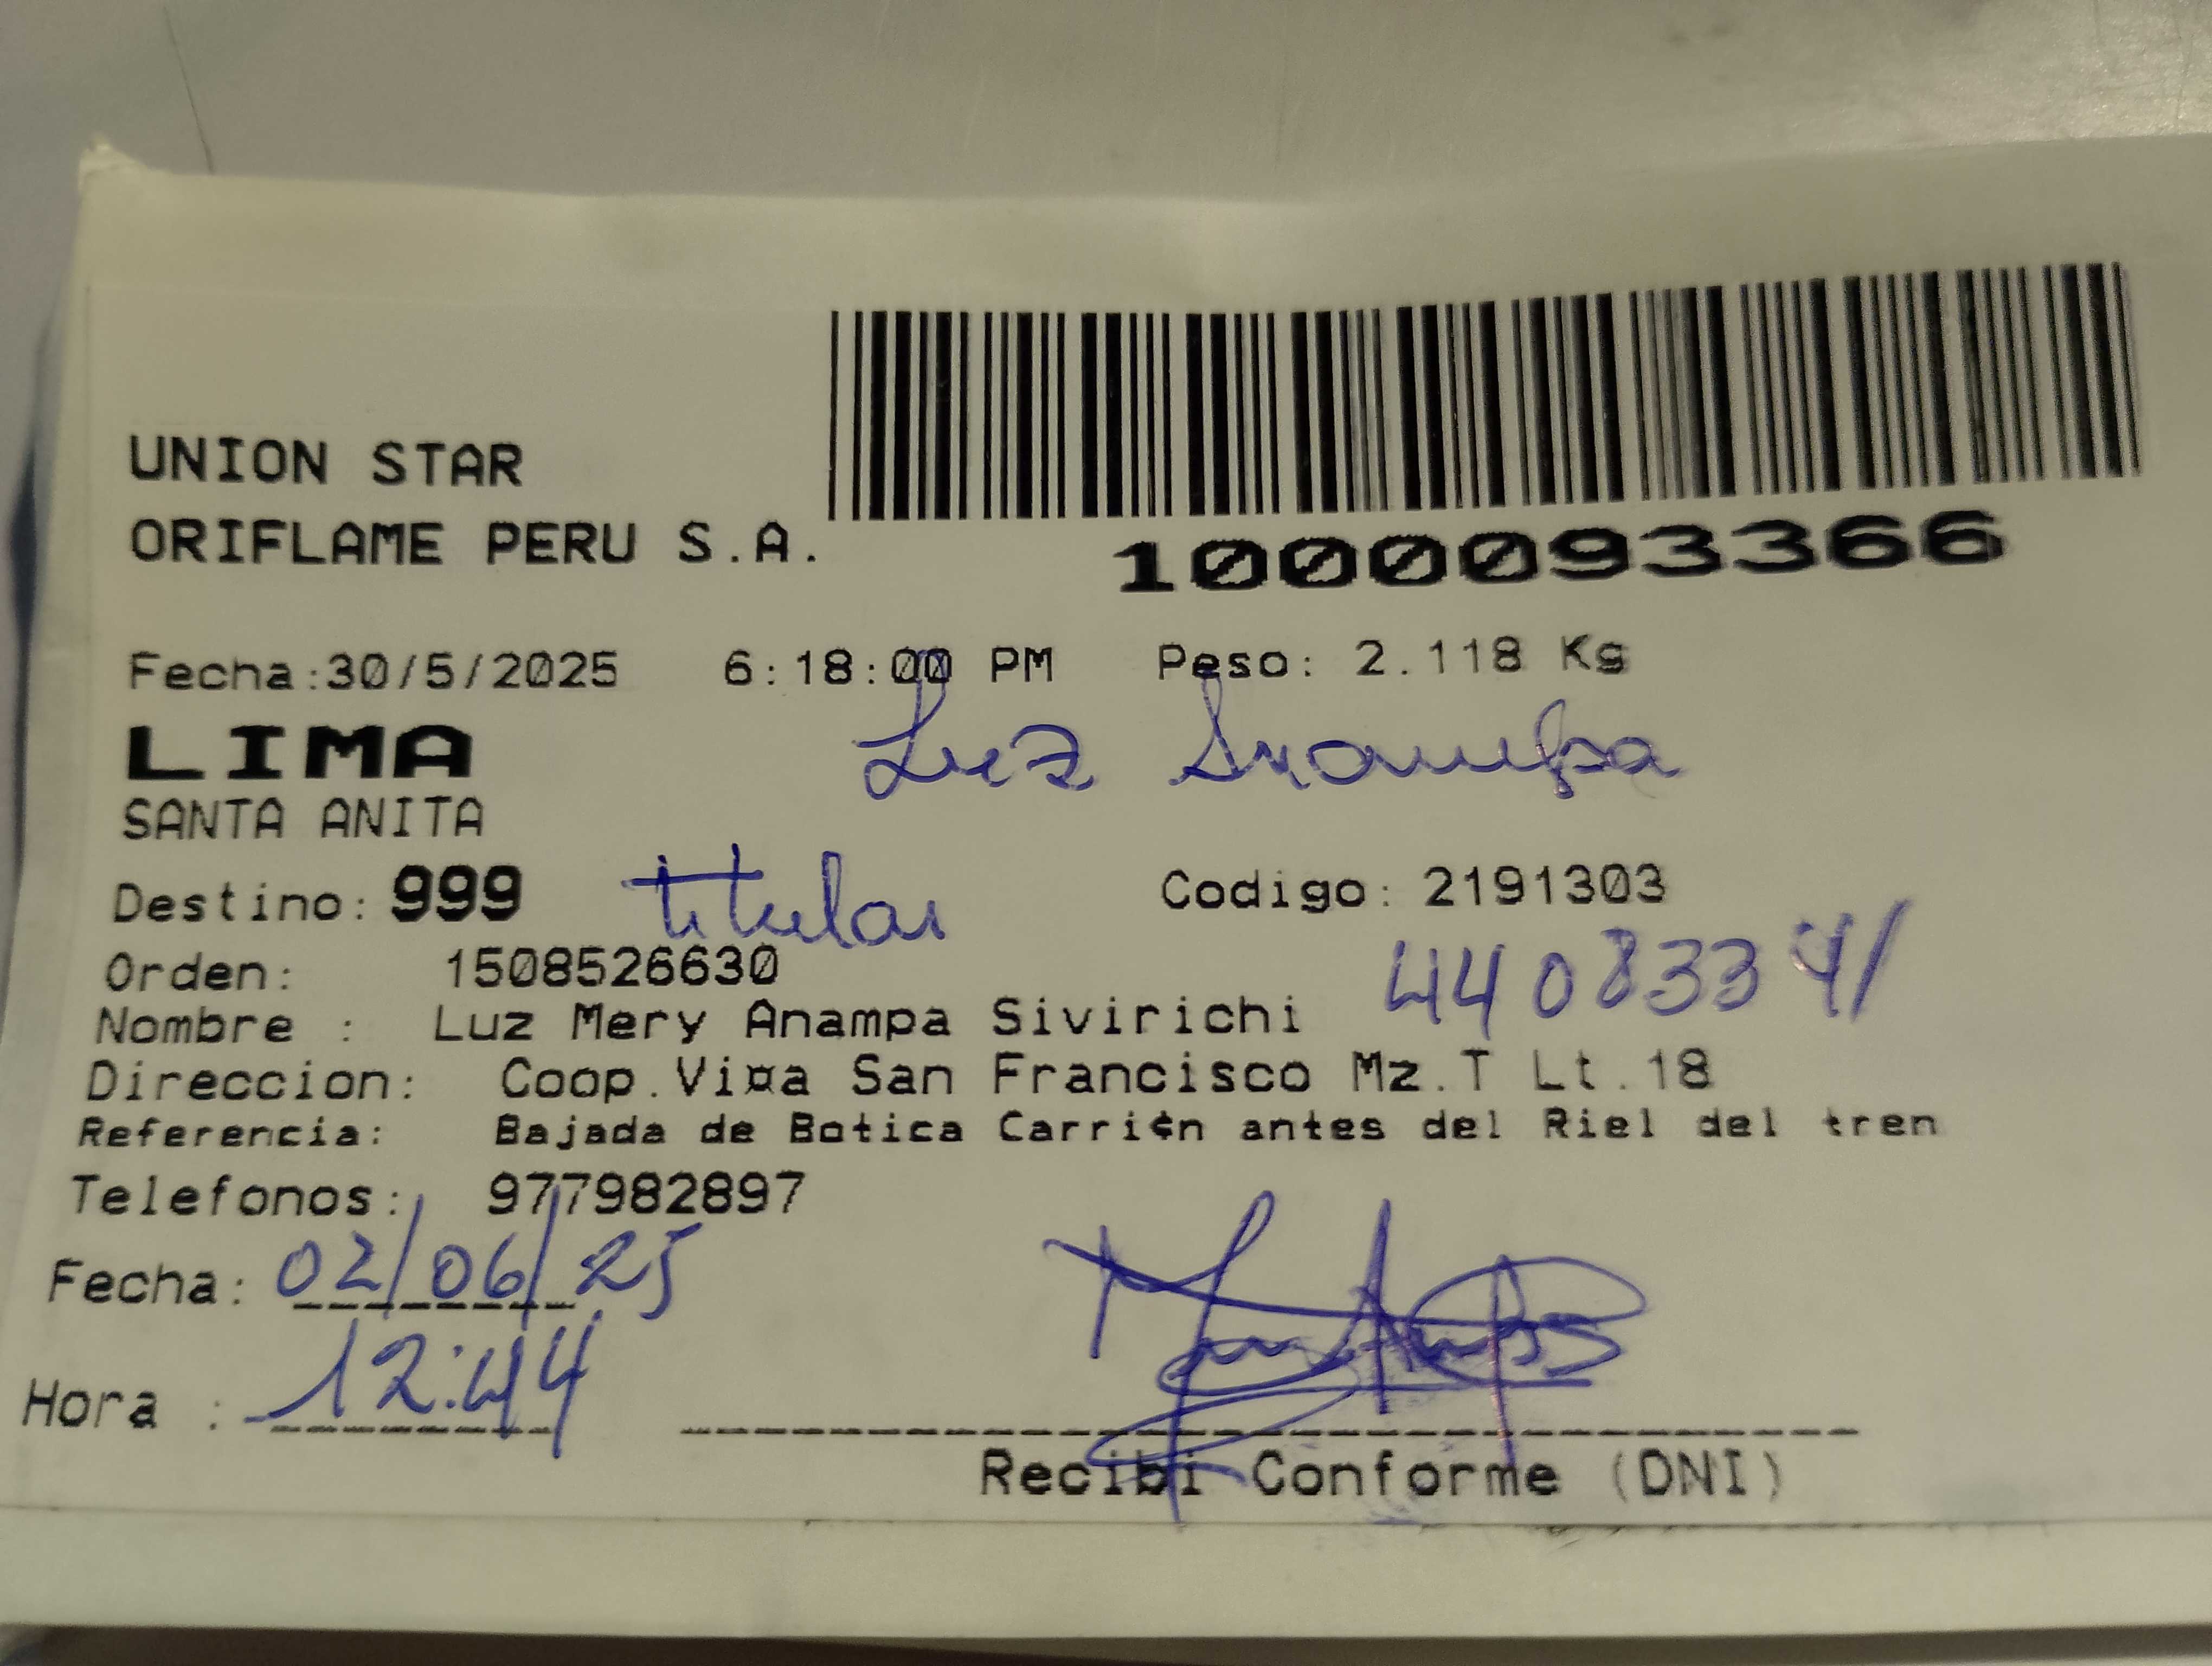 UNION STAR
ORIFLAME PERU S.A.
1000093366
Fecha:30/5/2025 6:18:00 PM Peso: 2.118 Kg
LIMA
Luz Anampa
SANTA ANITA
Destino: 999 titular Codigo: 2191303
Orden: 1508526630 44083341
Nombre : Luz Mery Anampa Sivirichi
Direccion: Coop.Vi¤a San Francisco Mz.T Lt.18
Referencia: Bajada de Botica Carri¢n antes del Riel del tren
Telefonos: 977982897
Fecha: 02/06/25
Hora : 12:44
Recibi Conforme (DNI)